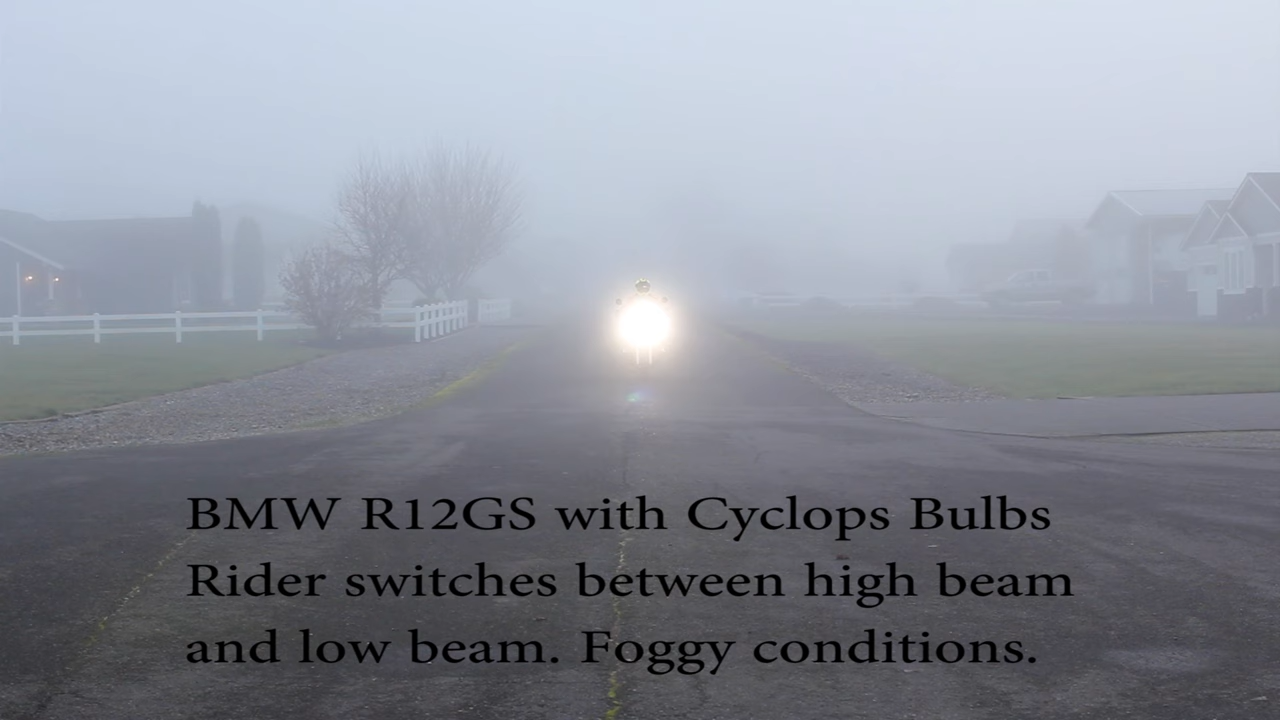 BMW R12GS with Cyclops Bulbs
Rider switches between high beam
and low beam. Foggy conditions.